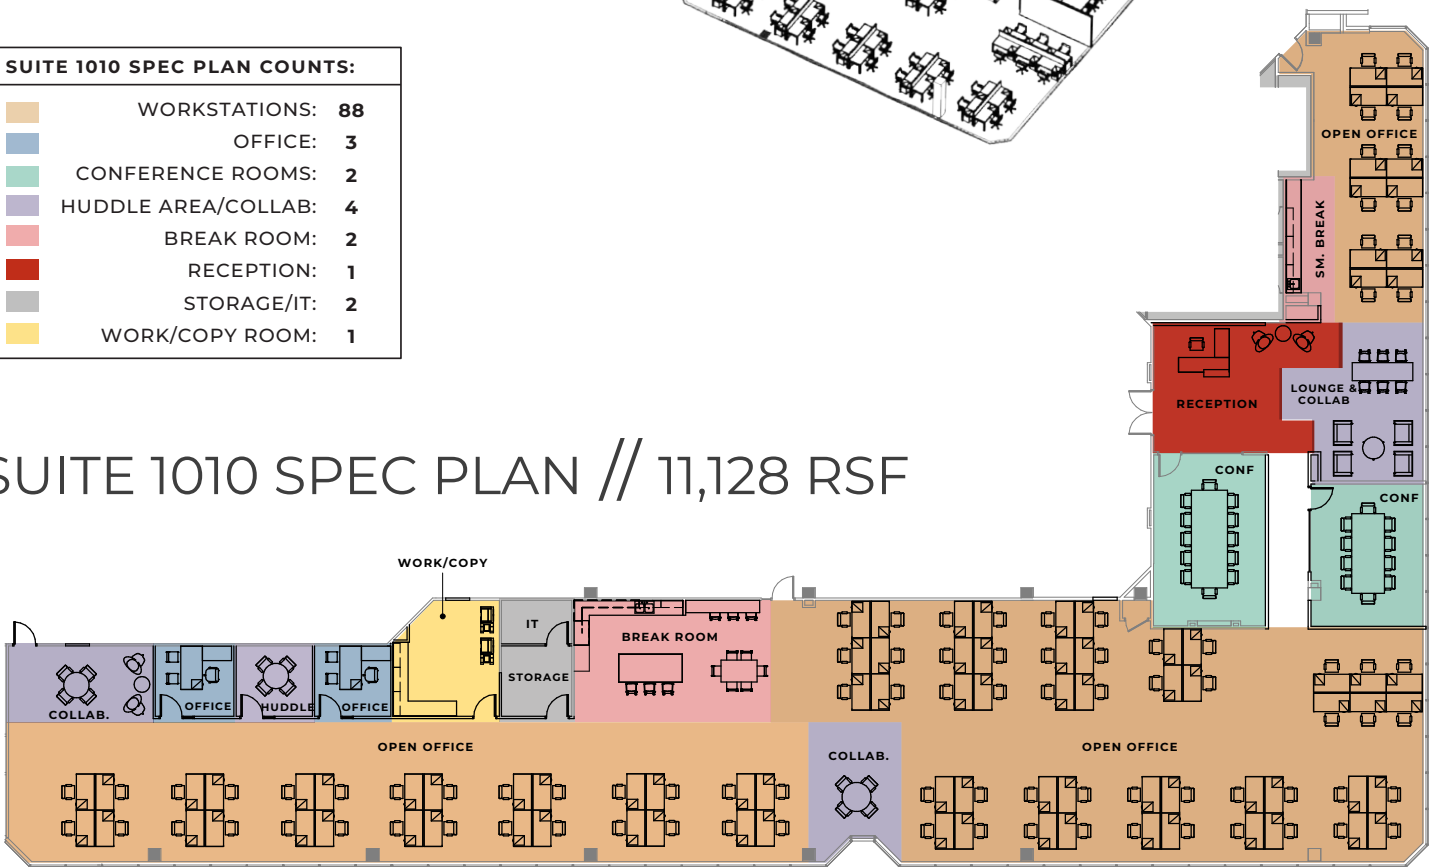 SUITE 1010 SPEC PLAN COUNTS:
WORKSTATIONS: 88
OFFICE: 3
CONFERENCE ROOMS: 2
HUDDLE AREA/COLLAB: 4
BREAK ROOM: 2
RECEPTION: 1
STORAGE/IT: 2
WORK/COPY ROOM: 1
OPEN OFFICE
SM. BREAK
LOUNGE &
COLLAB
RECEPTION
CONF
CONF
SUITE 1010 SPEC PLAN // 11,128 RSF
WORK/COPY
IT
BREAK ROOM
STORAGE
COLLAB.
OFFICE
HUDDLE
OFFICE
OPEN OFFICE
COLLAB.
OPEN OFFICE